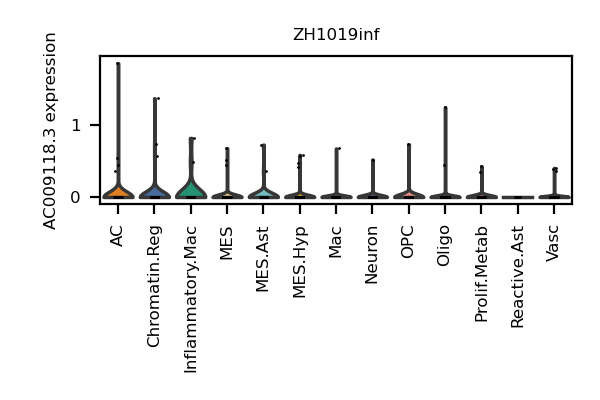 ZH1019inf
AC009118.3 expression
1
0
AC
Chromatin.Reg
Inflammatory.Mac
MES
MES.Ast
MES.Hyp
Mac
Neuron
OPC
Oligo
Prolif.Metab
Reactive.Ast
Vasc